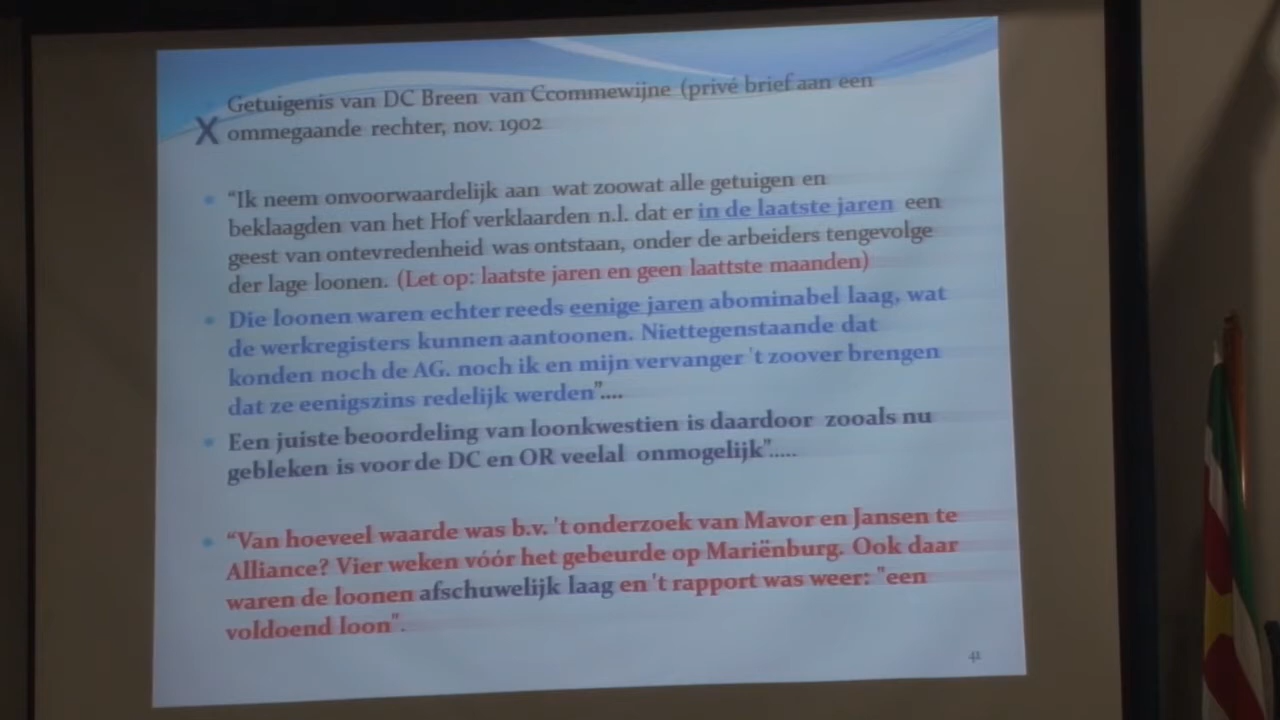 Getuigenis van DC Breen van Ccommewijne (privé brief aan een
X ommegaande rechter, nov. 1902
“Ik neem onvoorwaardelijk aan wat zoowat alle getuigen en
beklaagden van het Hof verklaarden n.l. dat er in de laatste jaren een
geest van ontevredenheid was ontstaan, onder de arbeiders tengevolge
der lage loonen. (Let op: laatste jaren en geen laattste maanden)
Die loonen waren echter reeds eenige jaren abominabel laag, wat
de werkregisters kunnen aantoonen. Niettegenstaande dat
konden noch de AG. noch ik en mijn vervanger 't zoover brengen
dat ze eenigszins redelijk werden”....
Een juiste beoordeling van loonkwestien is daardoor zooals nu
gebleken is voor de DC en OR veelal onmogelijk”.....
“Van hoeveel waarde was b.v. 't onderzoek van Mavor en Jansen te
Alliance? Vier weken vóór het gebeurde op Mariënburg. Ook daar
waren de loonen afschuwelijk laag en 't rapport was weer: "een
voldoend loon".
41